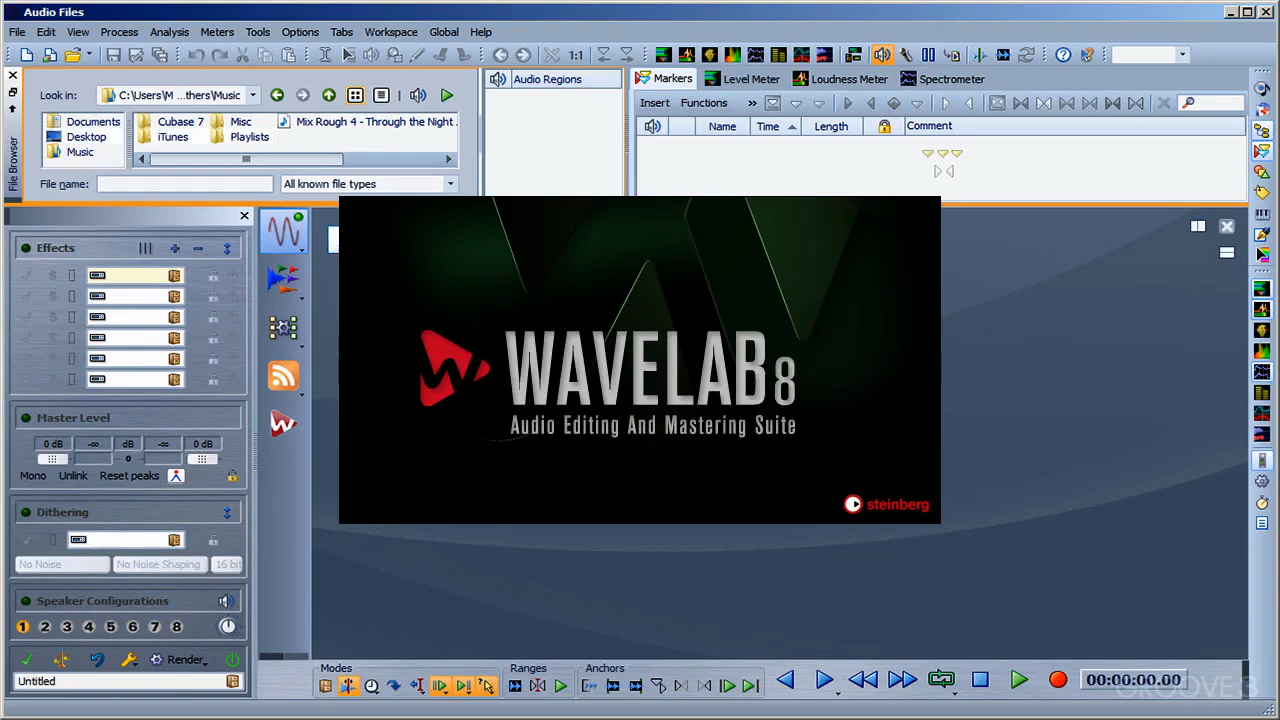 Audio Files
File Edit View Process Analysis Meters Tools Options Tabs Workspace Global Help
1:1
Look in: C:\Users\M ...thers\Music
Documents
Desktop
Music
Cubase 7
iTunes
Misc
Playlists
Mix Rough 4 - Through the Night
File name: All known file types
File Browser
Audio Regions
Markers Level Meter Loudness Meter Spectrometer
Insert Functions »
Name Time Length Comment
Effects
S
S
S
S
S
S
Master Level
0 dB -∞ dB -∞ 0 dB
0
Mono Unlink Reset peaks
Dithering
No Noise No Noise Shaping 16 bit
Speaker Configurations
1 2 3 4 5 6 7 8
Render
Untitled
WAVELAB 8
Audio Editing And Mastering Suite
steinberg
Modes Ranges Anchors
00:00:00.00
GROOVE3